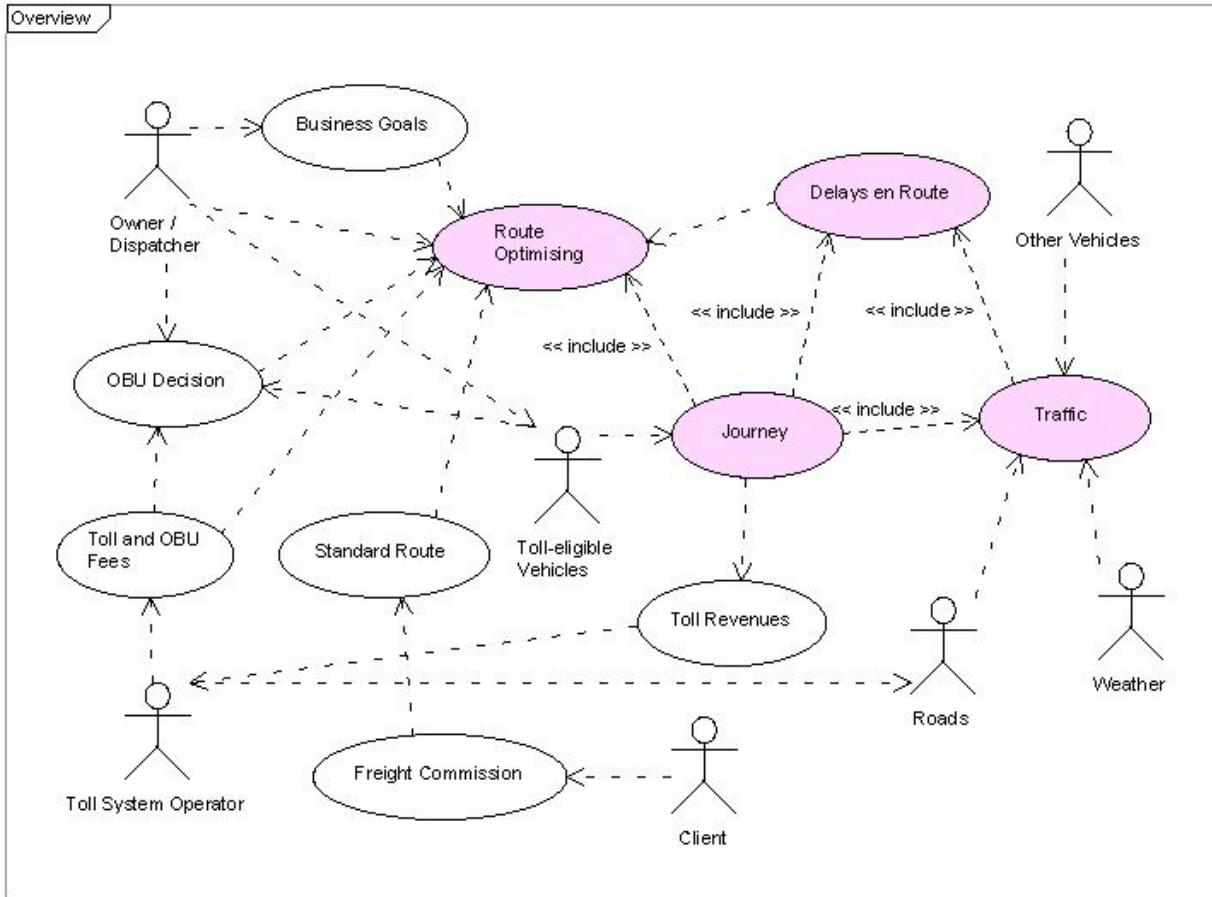 Overview
Business Goals
Owner /
Dispatcher
Route
Optimising
Delays en Route
Other Vehicles
<< include >>
<< include >>
<< include >>
OBU Decision
<< include >>
Journey
Traffic
Toll and OBU
Fees
Standard Route
Toll-eligible
Vehicles
Toll Revenues
Roads
Weather
Toll System Operator
Freight Commission
Client